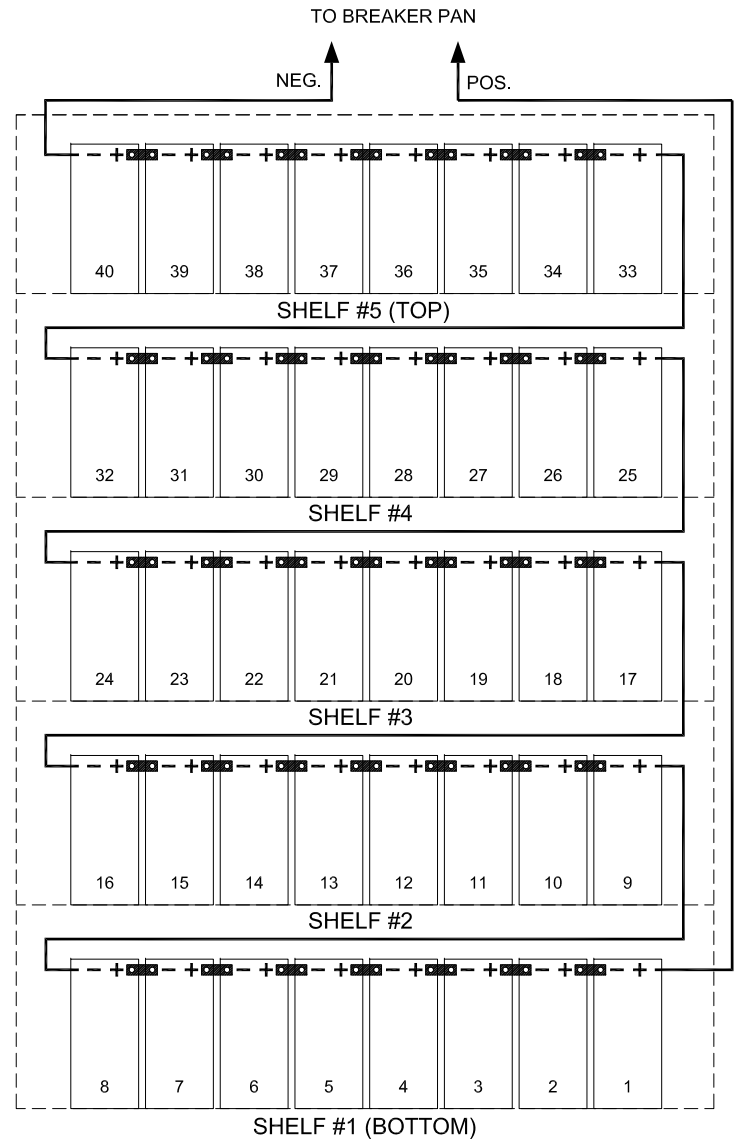 TO BREAKER PAN
NEG.
POS.
- + - + - + - + - + - + - + - +
40 39 38 37 36 35 34 33
SHELF #5 (TOP)
- + - + - + - + - + - + - + - +
32 31 30 29 28 27 26 25
SHELF #4
- + - + - + - + - + - + - + - +
24 23 22 21 20 19 18 17
SHELF #3
- + - + - + - + - + - + - + - +
16 15 14 13 12 11 10 9
SHELF #2
- + - + - + - + - + - + - + - +
8 7 6 5 4 3 2 1
SHELF #1 (BOTTOM)